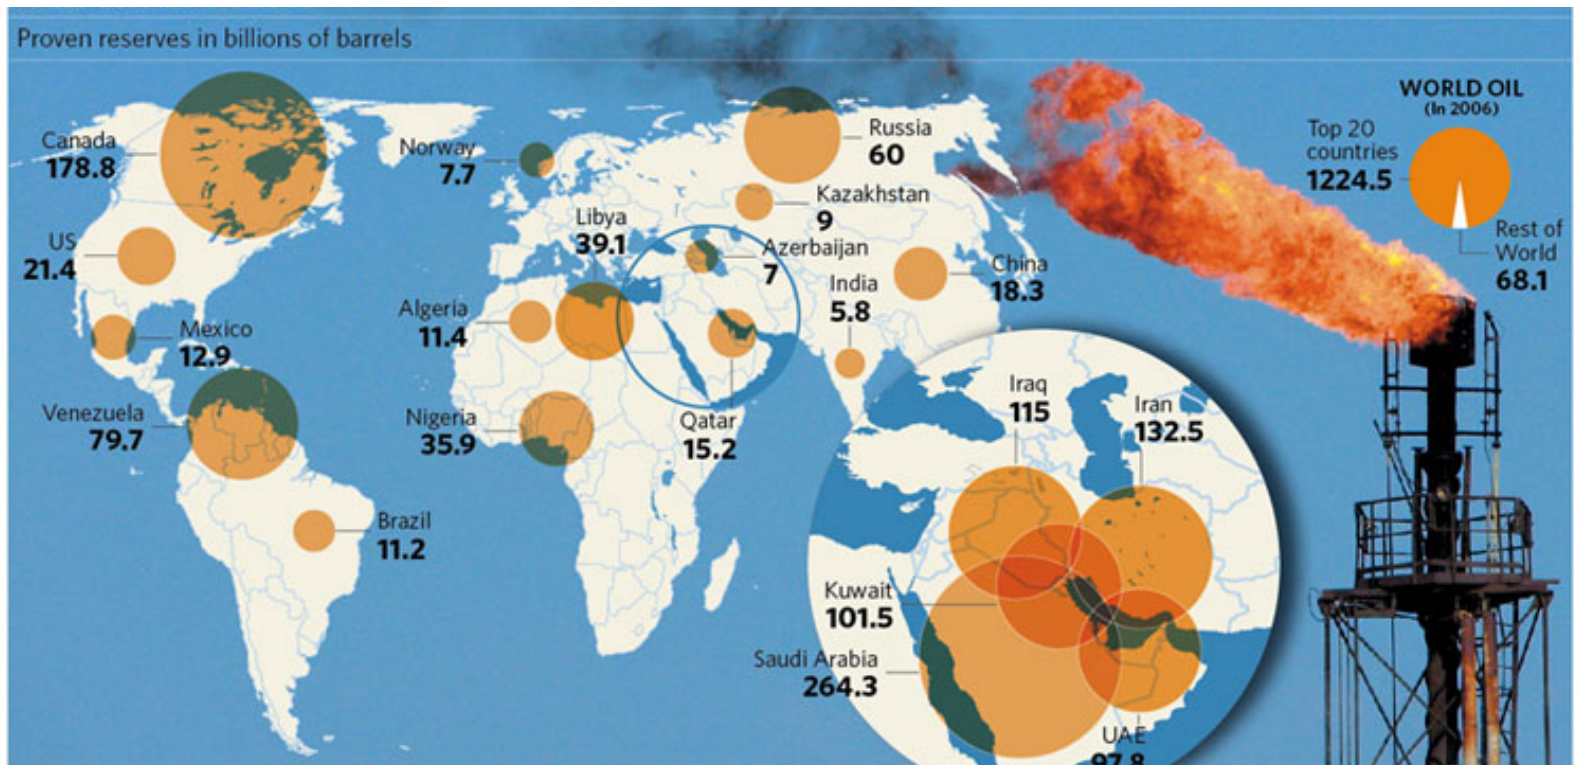 Proven reserves in billions of barrels
Canada
178.8
US
21.4
Mexico
12.9
Venezuela
79.7
Brazil
11.2
Norway
7.7
Libya
39.1
Algeria
11.4
Nigeria
35.9
Russia
60
Kazakhstan
9
Azerbaijan
7
India
5.8
China
18.3
Qatar
15.2
Iraq
115
Iran
132.5
Kuwait
101.5
Saudi Arabia
264.3
UAE
97.8
WORLD OIL
(In 2006)
Top 20
countries
1224.5
Rest of
World
68.1